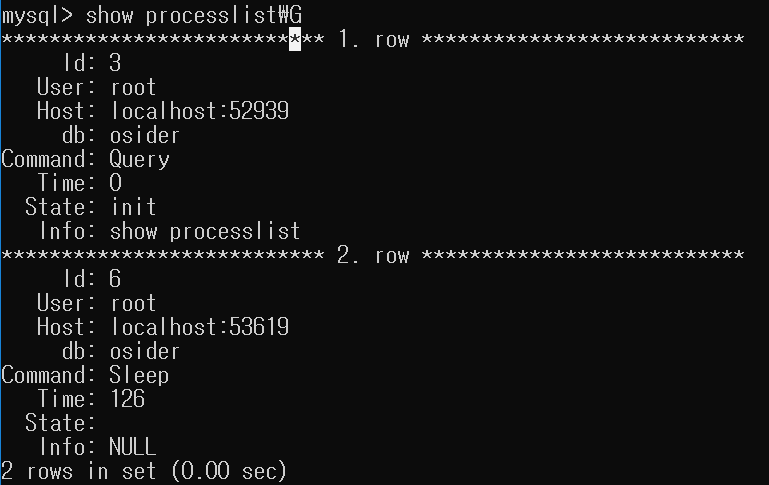 mysql> show processlist₩G
*************************** 1. row ***************************
     Id: 3
   User: root
   Host: localhost:52939
     db: osider
Command: Query
   Time: 0
  State: init
   Info: show processlist
*************************** 2. row ***************************
     Id: 6
   User: root
   Host: localhost:53619
     db: osider
Command: Sleep
   Time: 126
  State:
   Info: NULL
2 rows in set (0.00 sec)